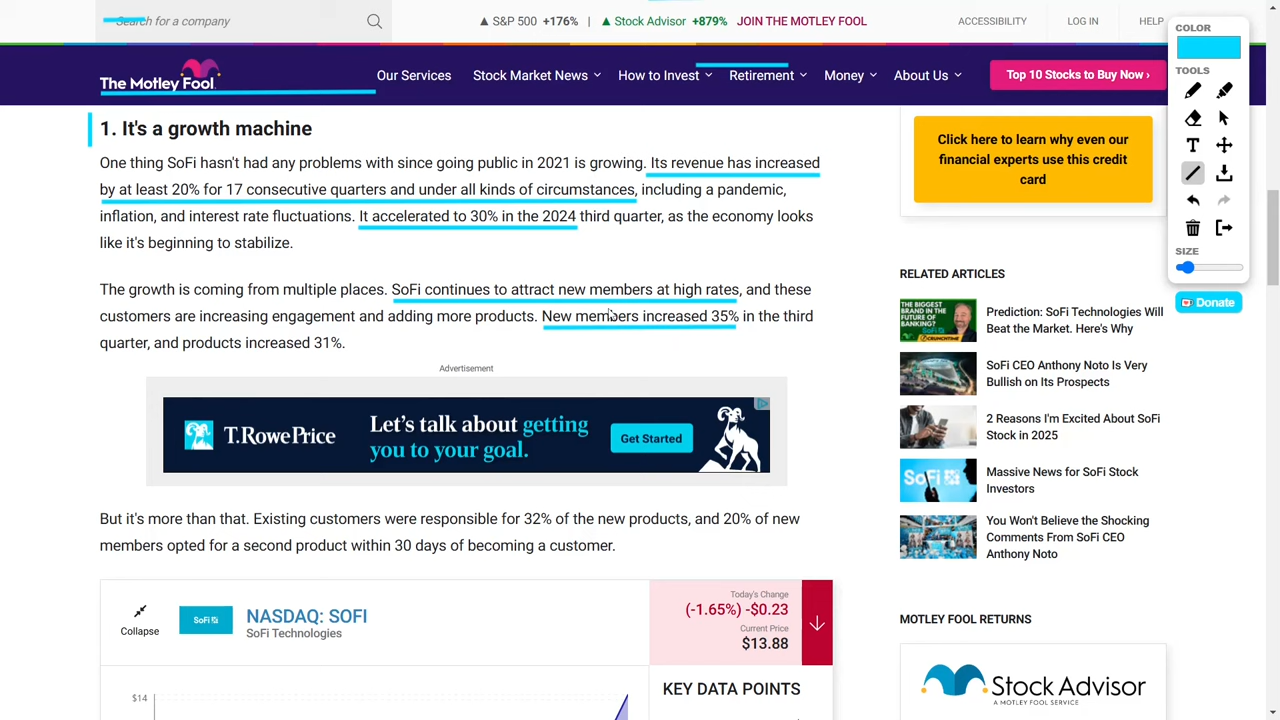 Search for a company
S&P 500 +176% | Stock Advisor +879% JOIN THE MOTLEY FOOL
ACCESSIBILITY LOG IN HELP
The Motley Fool
Our Services Stock Market News How to Invest Retirement Money About Us
Top 10 Stocks to Buy Now ›
COLOR
TOOLS
T
SIZE
Donate
1. It's a growth machine
One thing SoFi hasn't had any problems with since going public in 2021 is growing. Its revenue has increased
by at least 20% for 17 consecutive quarters and under all kinds of circumstances, including a pandemic,
inflation, and interest rate fluctuations. It accelerated to 30% in the 2024 third quarter, as the economy looks
like it's beginning to stabilize.
The growth is coming from multiple places. SoFi continues to attract new members at high rates, and these
customers are increasing engagement and adding more products. New members increased 35% in the third
quarter, and products increased 31%.
Advertisement
T.RowePrice
Let's talk about getting
you to your goal.
Get Started
But it's more than that. Existing customers were responsible for 32% of the new products, and 20% of new
members opted for a second product within 30 days of becoming a customer.
Collapse
SoFi
NASDAQ: SOFI
SoFi Technologies
Today's Change
(-1.65%) -$0.23
Current Price
$13.88
$14
KEY DATA POINTS
Click here to learn why even our
financial experts use this credit
card
RELATED ARTICLES
THE BIGGEST
BRAND IN THE
FUTURE OF
BANKING?
Prediction: SoFi Technologies Will
Beat the Market. Here's Why
SoFi CEO Anthony Noto Is Very
Bullish on Its Prospects
2 Reasons I'm Excited About SoFi
Stock in 2025
SoFi
Massive News for SoFi Stock
Investors
You Won't Believe the Shocking
Comments From SoFi CEO
Anthony Noto
MOTLEY FOOL RETURNS
Stock Advisor
A MOTLEY FOOL SERVICE